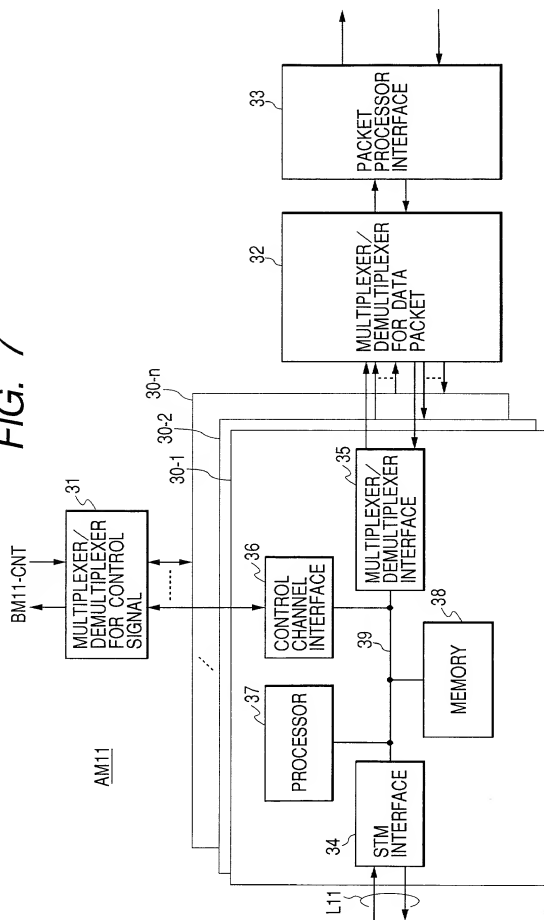 FIG. 7
AM11
BM11-CNT
31
MULTIPLEXER/
DEMULTIPLEXER
FOR CONTROL
SIGNAL
30-n
30-2
30-1
32
MULTIPLEXER/
DEMULTIPLEXER
FOR DATA
PACKET
33
PACKET
PROCESSOR
INTERFACE
37
PROCESSOR
36
CONTROL
CHANNEL
INTERFACE
35
MULTIPLEXER/
DEMULTIPLEXER
INTERFACE
39
L11
34
STM
INTERFACE
38
MEMORY